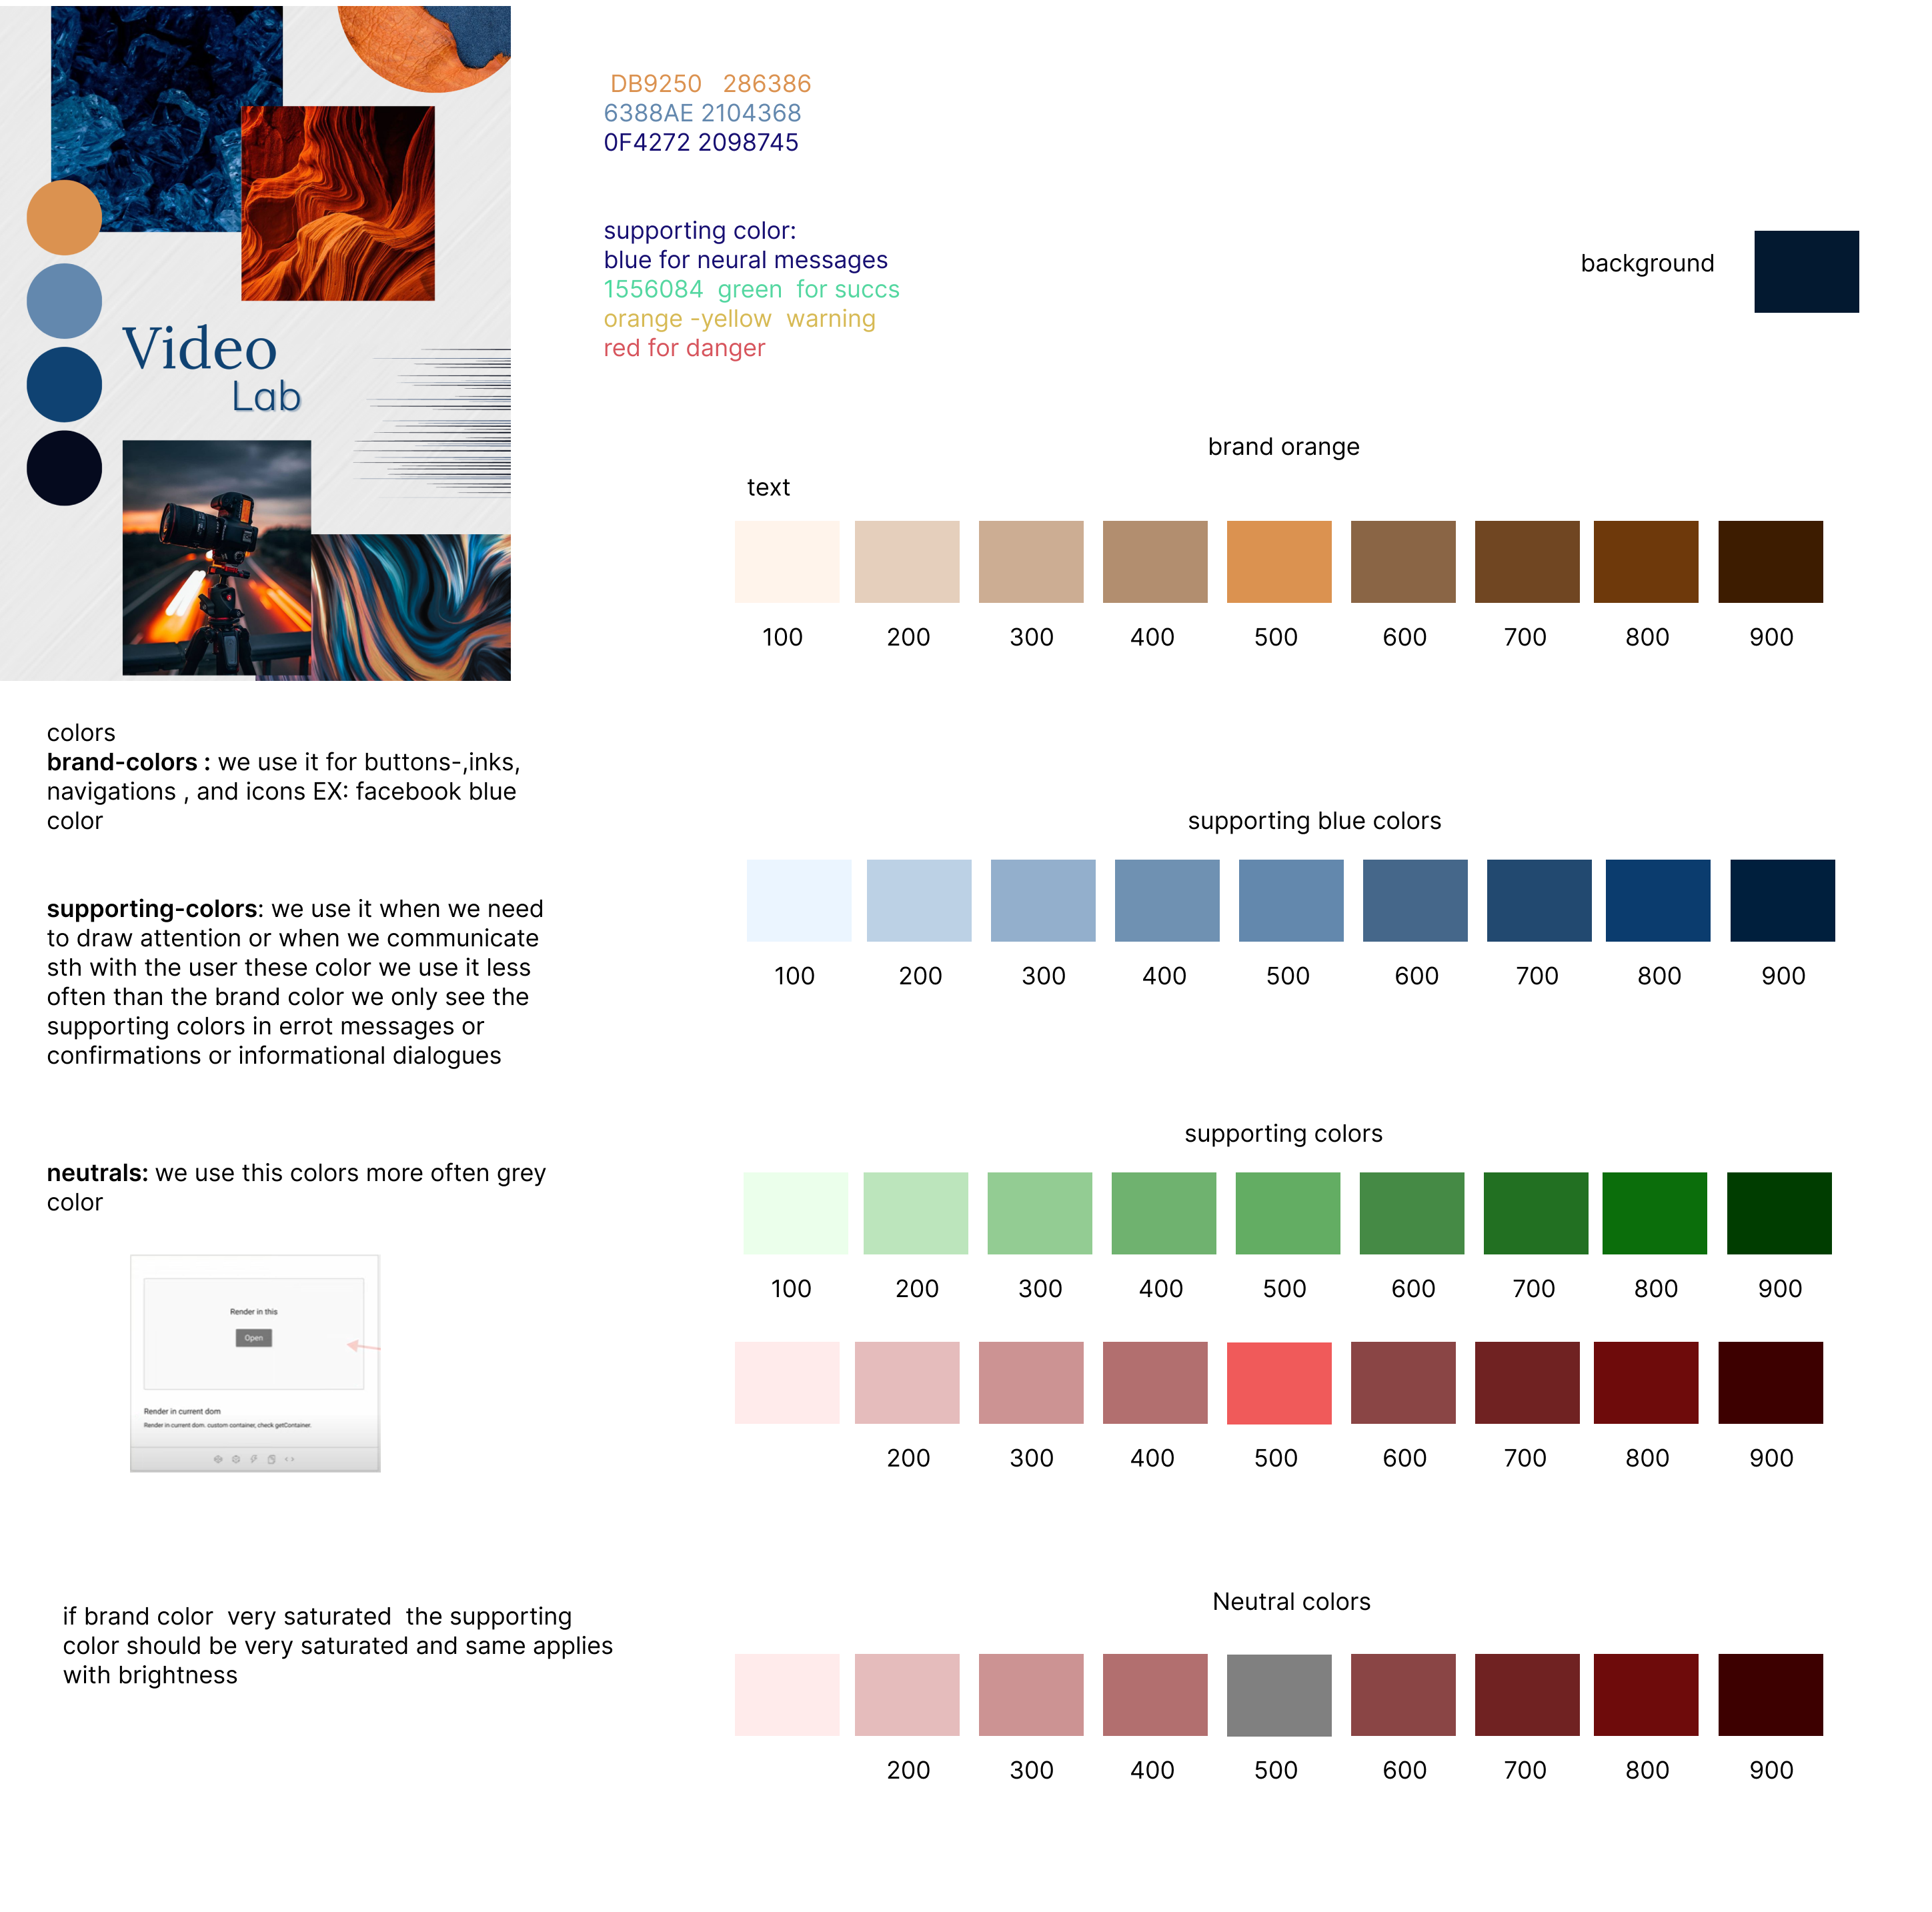 Video
Lab
DB9250   286386
6388AE 2104368
0F4272 2098745
supporting color:
blue for neural messages
1556084  green  for succs
orange -yellow  warning
red for danger
background
brand orange
text
100 200 300 400 500 600 700 800 900
colors
brand-colors : we use it for buttons-,inks,
navigations , and icons EX: facebook blue
color
supporting blue colors
100 200 300 400 500 600 700 800 900
supporting-colors: we use it when we need
to draw attention or when we communicate
sth with the user these color we use it less
often than the brand color we only see the
supporting colors in errot messages or
confirmations or informational dialogues
supporting colors
100 200 300 400 500 600 700 800 900
neutrals: we use this colors more often grey
color
Render in this
Open
Render in current dom
Render in current dom. custom container, check getContainer.
200 300 400 500 600 700 800 900
if brand color  very saturated  the supporting
color should be very saturated and same applies
with brightness
Neutral colors
200 300 400 500 600 700 800 900